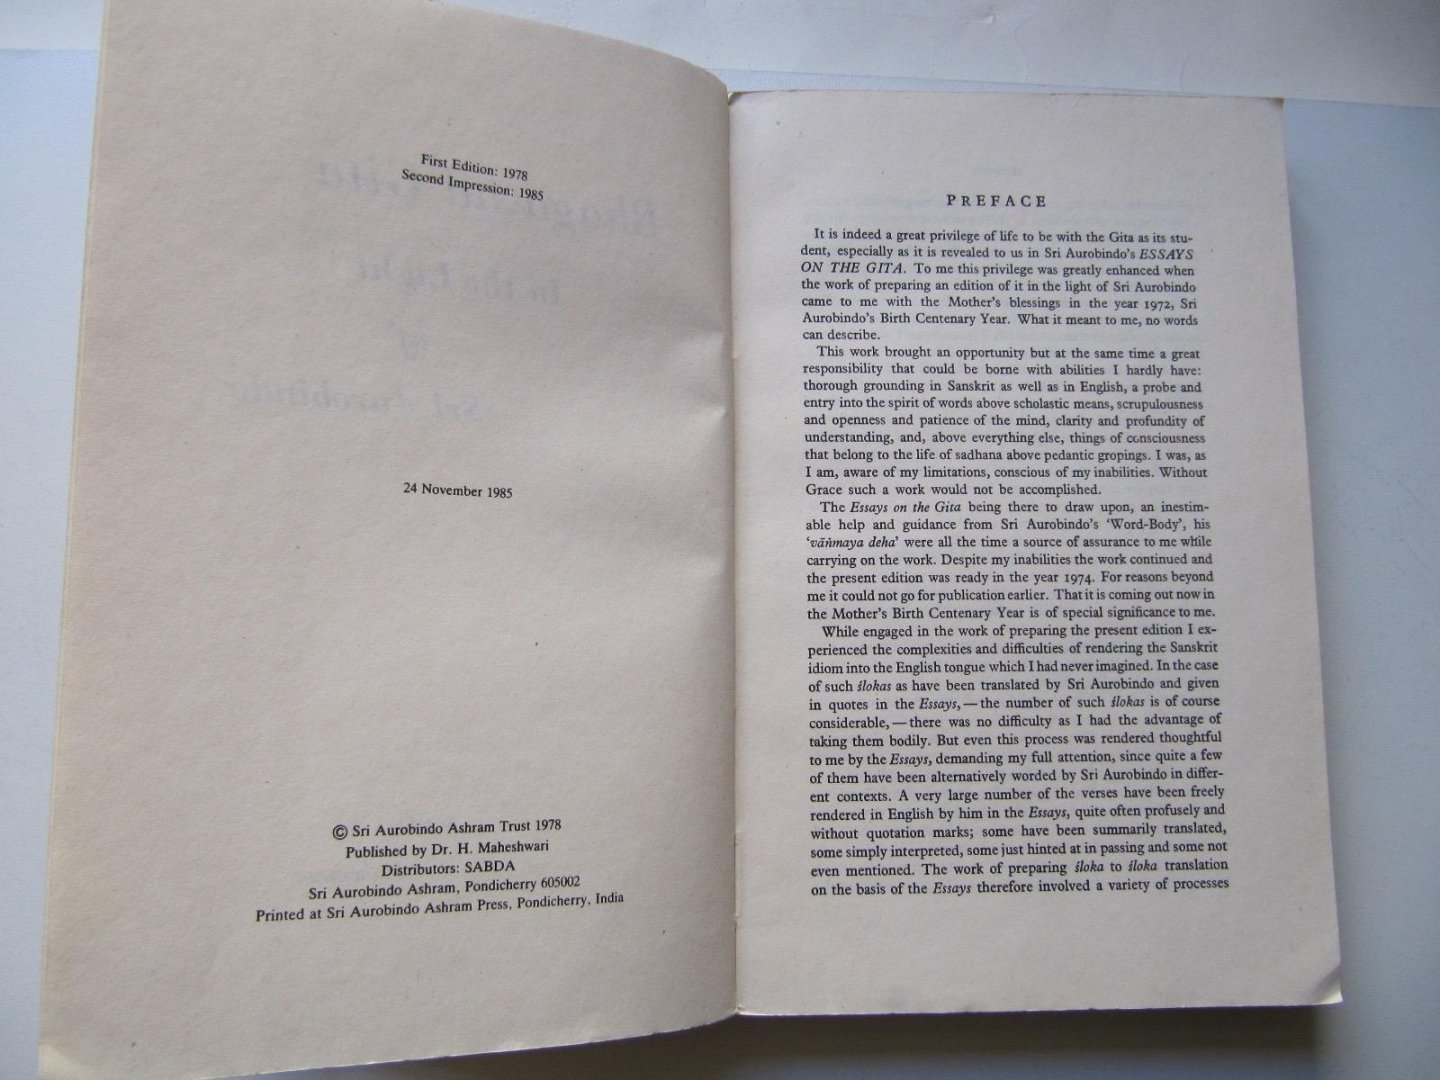 First Edition: 1978
Second Impression: 1985
24 November 1985
© Sri Aurobindo Ashram Trust 1978
Published by Dr. H. Maheshwari
Distributors: SABDA
Sri Aurobindo Ashram, Pondicherry 605002
Printed at Sri Aurobindo Ashram Press, Pondicherry, India
PREFACE
It is indeed a great privilege of life to be with the Gita as its stu-
dent, especially as it is revealed to us in Sri Aurobindo's ESSAYS
ON THE GITA. To me this privilege was greatly enhanced when
the work of preparing an edition of it in the light of Sri Aurobindo
came to me with the Mother's blessings in the year 1972, Sri
Aurobindo's Birth Centenary Year. What it meant to me, no words
can describe.
This work brought an opportunity but at the same time a great
responsibility that could be borne with abilities I hardly have:
thorough grounding in Sanskrit as well as in English, a probe and
entry into the spirit of words above scholastic means, scrupulousness
and openness and patience of the mind, clarity and profundity of
understanding, and, above everything else, things of consciousness
that belong to the life of sadhana above pedantic gropings. I was, as
I am, aware of my limitations, conscious of my inabilities. Without
Grace such a work would not be accomplished.
The Essays on the Gita being there to draw upon, an inestim-
able help and guidance from Sri Aurobindo's 'Word-Body', his
'vāṅmaya deha' were all the time a source of assurance to me while
carrying on the work. Despite my inabilities the work continued and
the present edition was ready in the year 1974. For reasons beyond
me it could not go for publication earlier. That it is coming out now in
the Mother's Birth Centenary Year is of special significance to me.
While engaged in the work of preparing the present edition I ex-
perienced the complexities and difficulties of rendering the Sanskrit
idiom into the English tongue which I had never imagined. In the case
of such ślokas as have been translated by Sri Aurobindo and given
in quotes in the Essays,—the number of such ślokas is of course
considerable,—there was no difficulty as I had the advantage of
taking them bodily. But even this process was rendered thoughtful
to me by the Essays, demanding my full attention, since quite a few
of them have been alternatively worded by Sri Aurobindo in differ-
ent contexts. A very large number of the verses have been freely
rendered in English by him in the Essays, quite often profusely and
without quotation marks; some have been summarily translated,
some simply interpreted, some just hinted at in passing and some not
even mentioned. The work of preparing śloka to śloka translation
on the basis of the Essays therefore involved a variety of processes